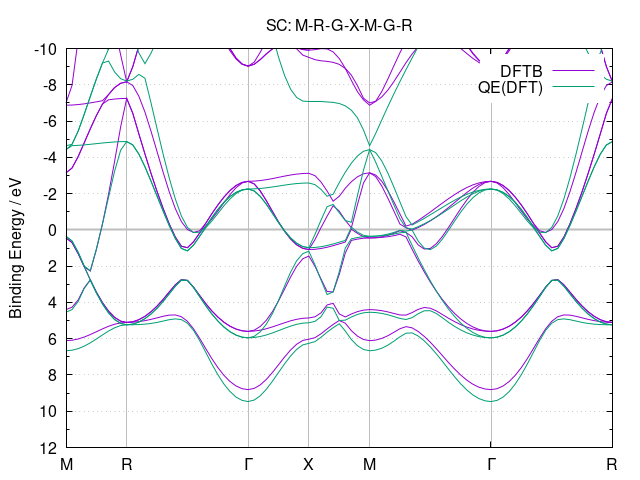 SC: M-R-G-X-M-G-R
-10
-8
-6
-4
-2
0
2
4
6
8
10
12
Binding Energy / eV
DFTB
QE(DFT)
M R Γ X M Γ R